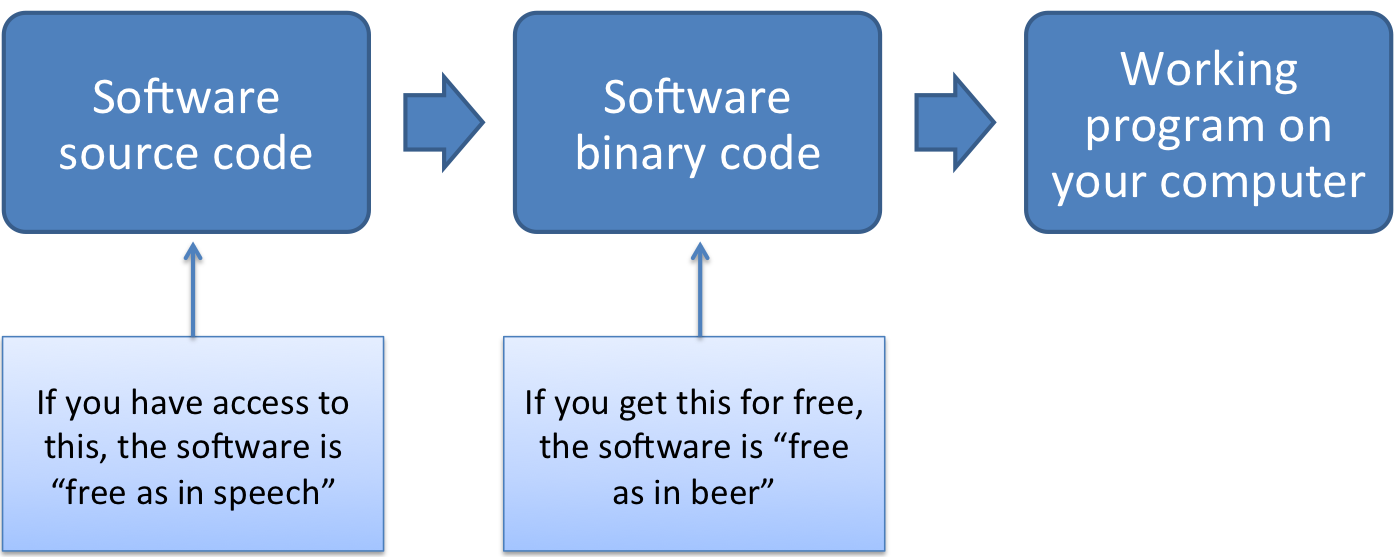 Software
source code
Software
binary code
Working
program on
your computer
If you have access to
this, the software is
“free as in speech”
If you get this for free,
the software is “free
as in beer”